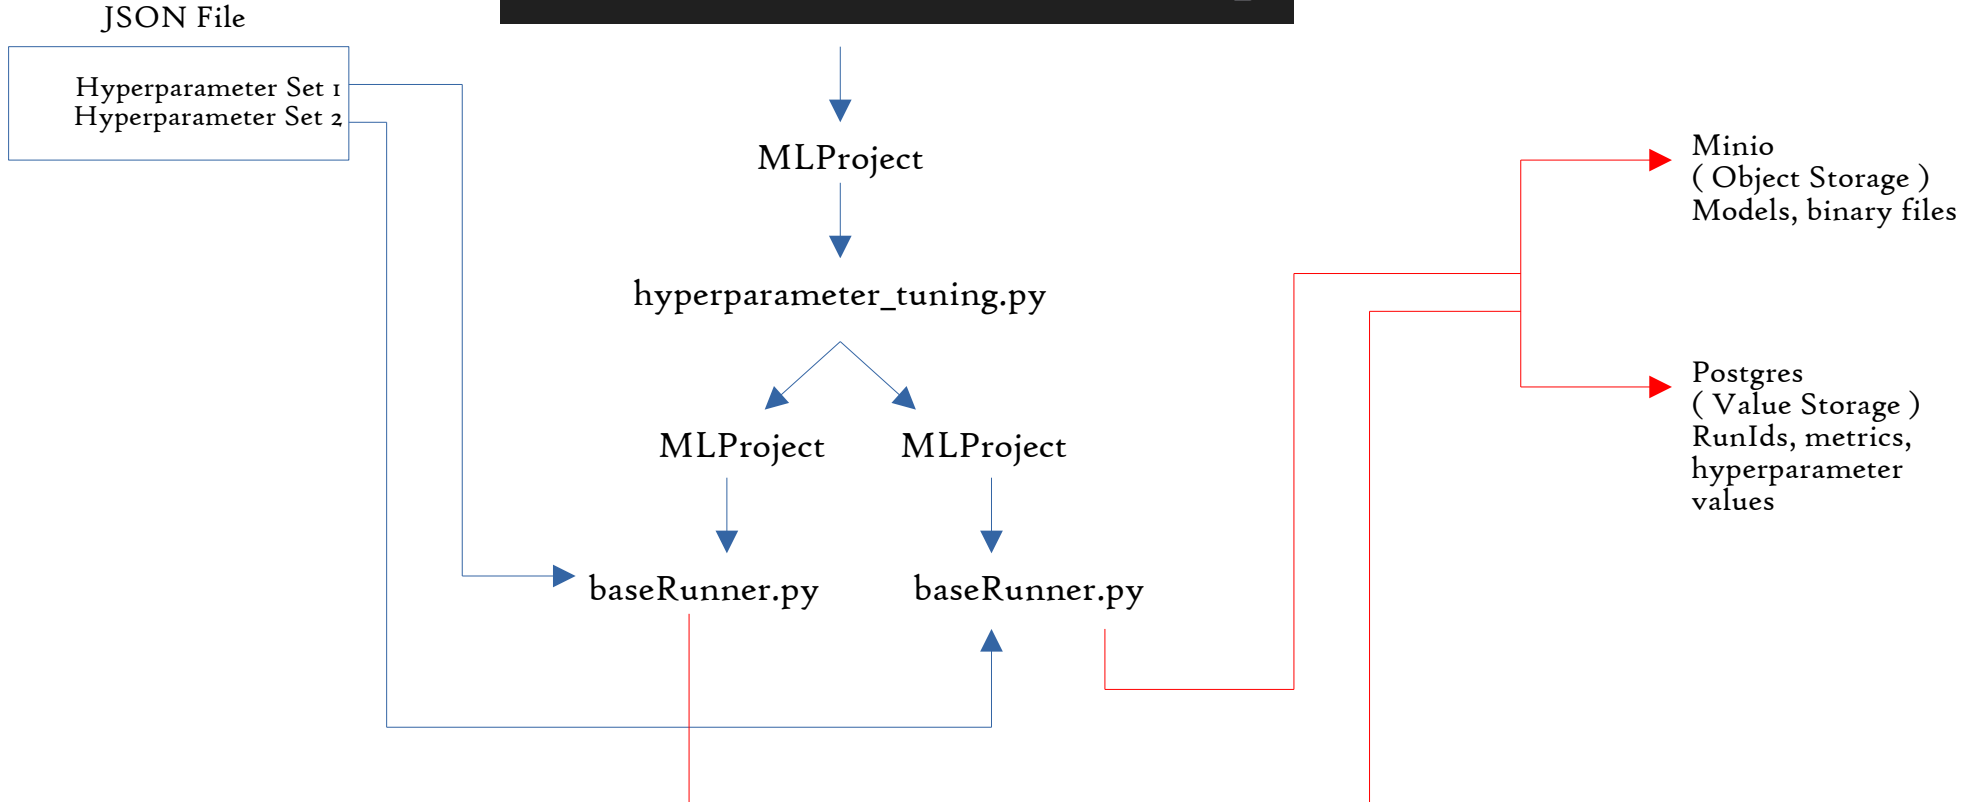 JSON File
Hyperparameter Set 1
Hyperparameter Set 2
MLProject
hyperparameter_tuning.py
MLProject
MLProject
baseRunner.py
baseRunner.py
Minio
( Object Storage )
Models, binary files
Postgres
( Value Storage )
RunIds, metrics,
hyperparameter
values